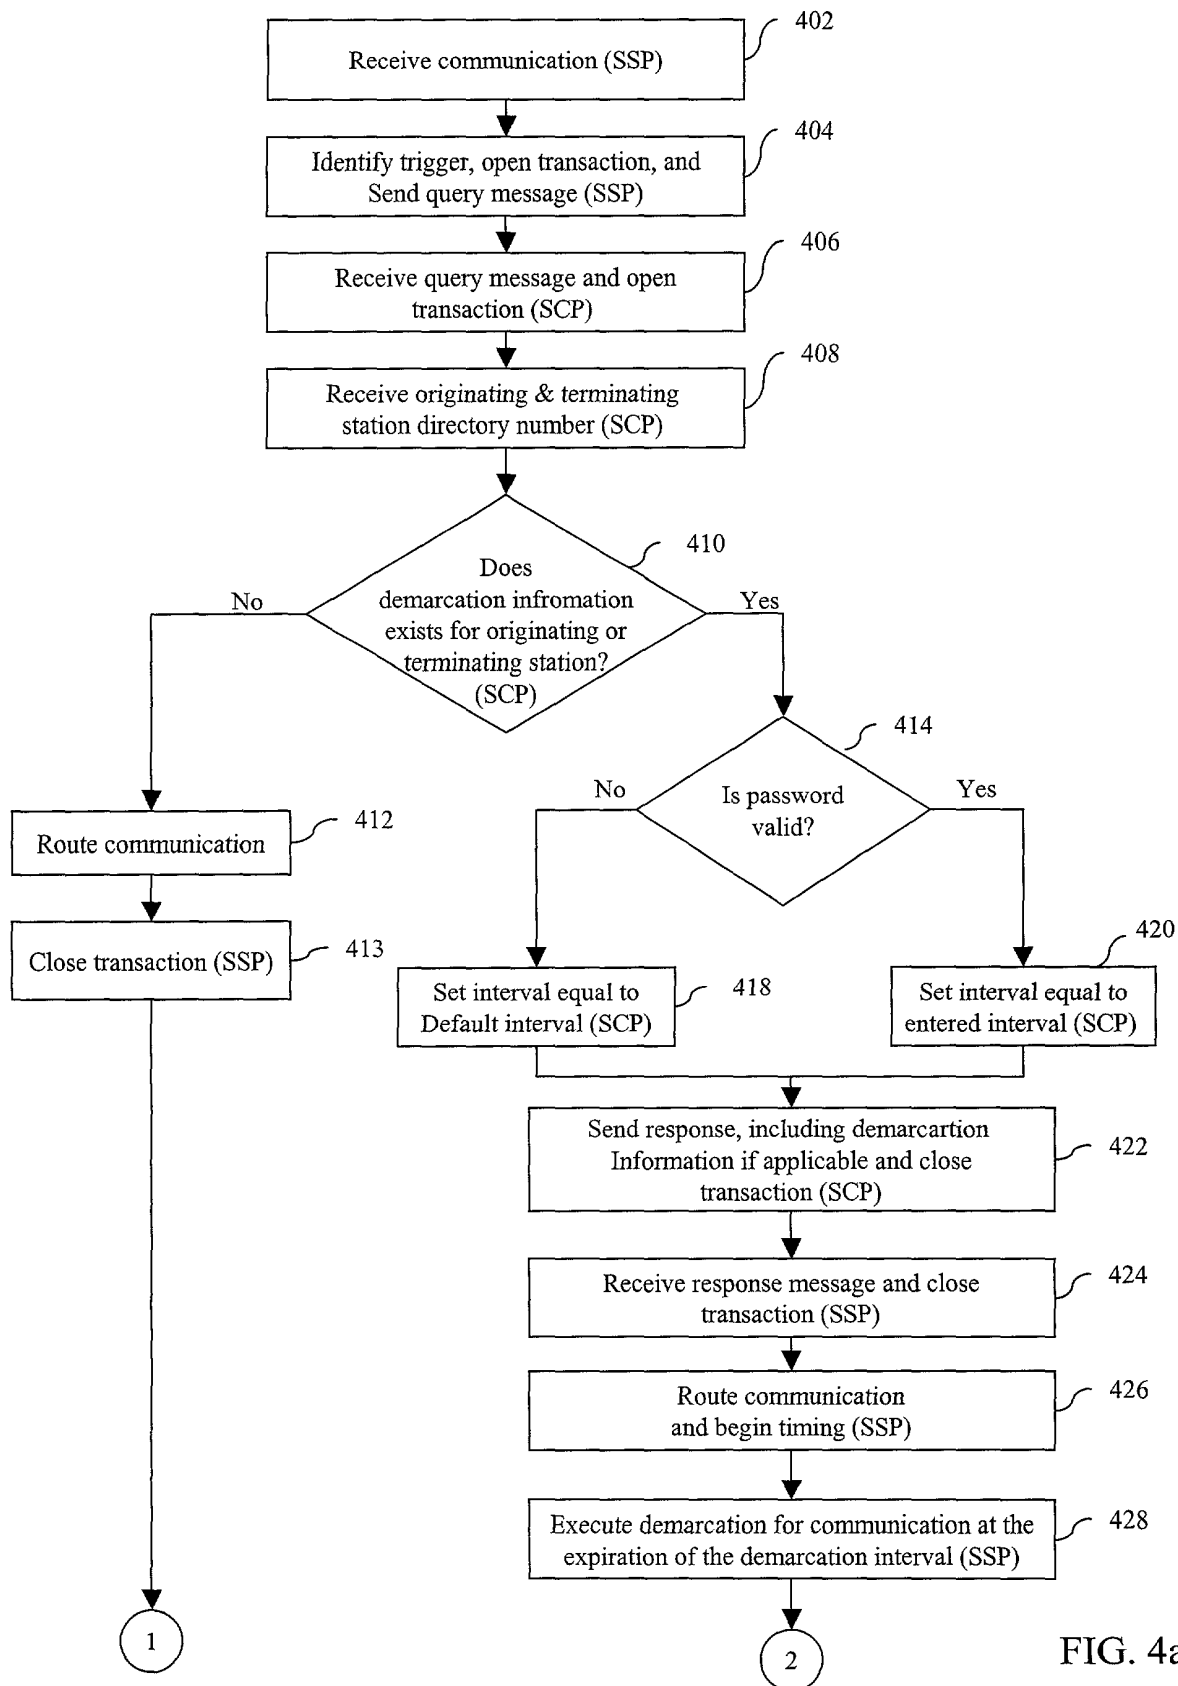 402
Receive communication (SSP)
404
Identify trigger, open transaction, and
Send query message (SSP)
406
Receive query message and open
transaction (SCP)
408
Receive originating & terminating
station directory number (SCP)
410
Does
demarcation infromation
exists for originating or
terminating station?
(SCP)
No
Yes
414
Is password
valid?
No
Yes
412
Route communication
413
Close transaction (SSP)
418
Set interval equal to
Default interval (SCP)
420
Set interval equal to
entered interval (SCP)
Send response, including demarcartion
Information if applicable and close
transaction (SCP)
422
Receive response message and close
transaction (SSP)
424
Route communication
and begin timing (SSP)
426
Execute demarcation for communication at the
expiration of the demarcation interval (SSP)
428
1
2
FIG. 4a